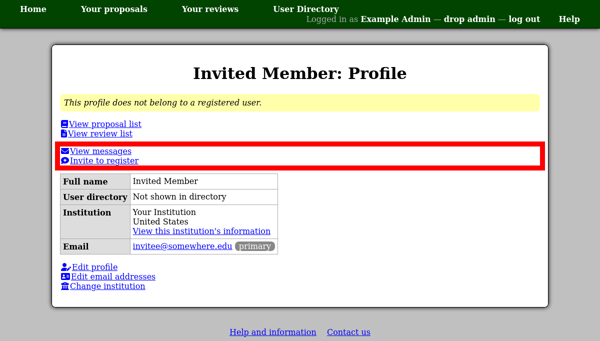 Home Your proposals Your reviews User Directory
Logged in as Example Admin — drop admin — log out Help
Invited Member: Profile
This profile does not belong to a registered user.
View proposal list
View review list
View messages
Invite to register
Full name Invited Member
User directory Not shown in directory
Institution Your Institution
United States
View this institution's information
Email invitee@somewhere.edu primary
Edit profile
Edit email addresses
Change institution
Help and information Contact us